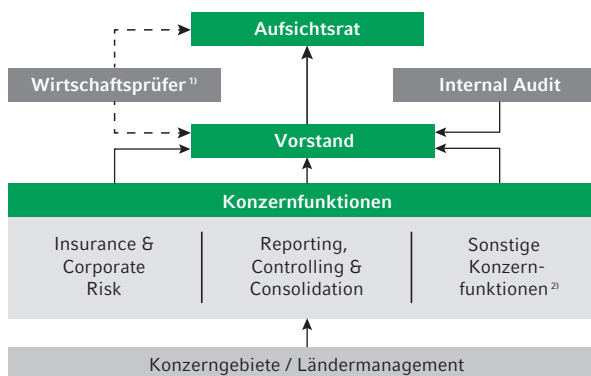 Aufsichtsrat
Wirtschaftsprüfer 1)
Internal Audit
Vorstand
Konzernfunktionen
Insurance &
Corporate
Risk
Reporting,
Controlling &
Consolidation
Sonstige
Konzern-
funktionen 2)
Konzerngebiete / Ländermanagement